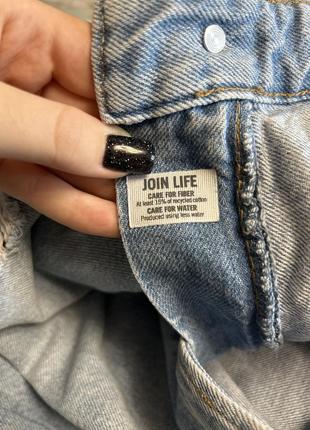 JOIN LIFE
CARE FOR FIBER
At least 15% of recycled cotton
CARE FOR WATER
Produced using less water